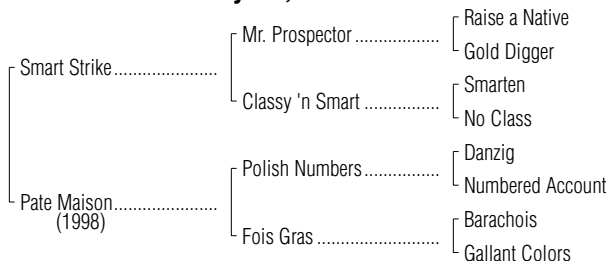 Raise a Native
Mr. Prospector ..................
Gold Digger
Smart Strike ......................
Smarten
Classy 'n Smart ................
No Class
Danzig
Polish Numbers ................
Numbered Account
Pate Maison ......................
(1998)
Barachois
Fois Gras ..........................
Gallant Colors